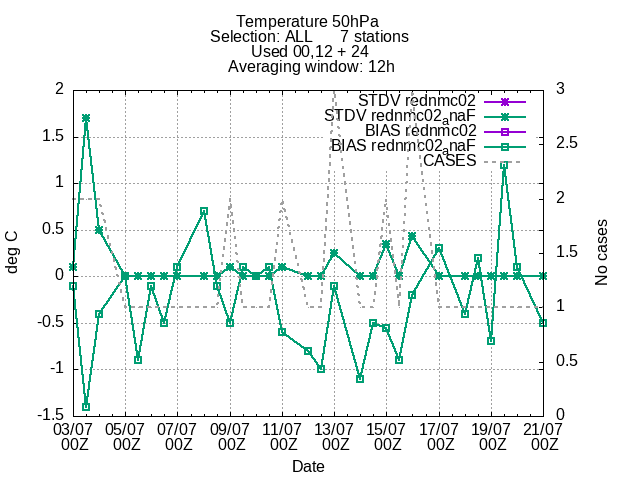 Temperature 50hPa
Selection: ALL 7 stations
Used 00,12 + 24
Averaging window: 12h
STDV rednmc02
STDV rednmc02anaF
BIAS rednmc02
BIAS rednmc02anaF
CASES
2
1.5
1
0.5
0
-0.5
-1
-1.5
deg C
3
2.5
2
1.5
1
0.5
0
No cases
03/07 05/07 07/07 09/07 11/07 13/07 15/07 17/07 19/07 21/07
00Z 00Z 00Z 00Z 00Z 00Z 00Z 00Z 00Z 00Z
Date